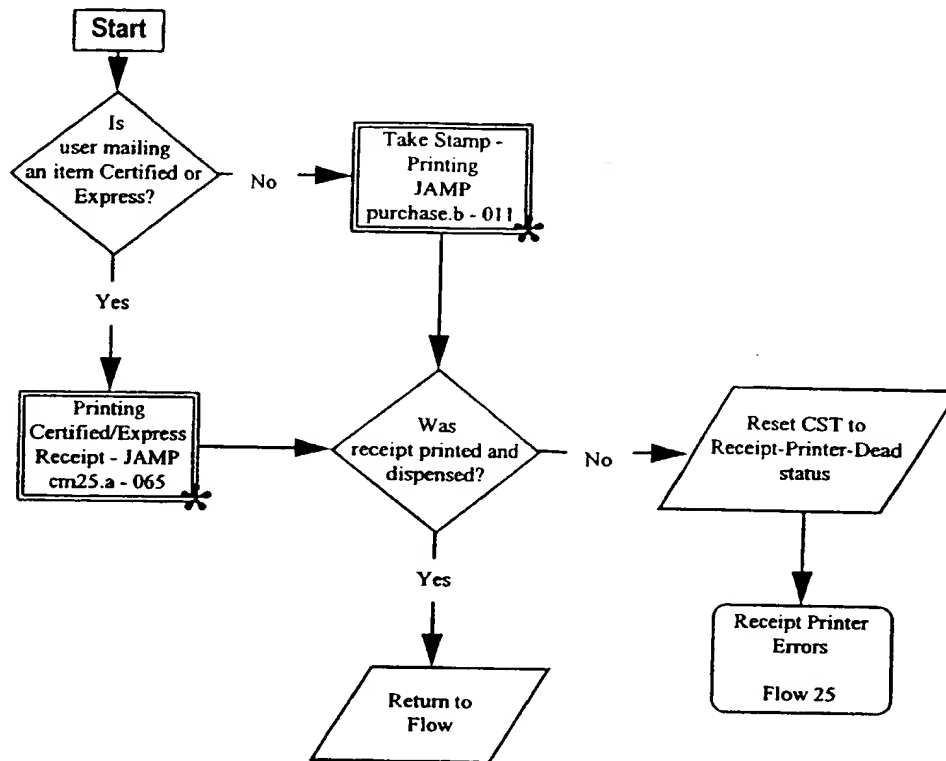 Start
Is
user mailing
an item Certified or
Express?
No
Take Stamp -
Printing
JAMP
purchase.b - 011
Yes
Printing
Certified/Express
Receipt - JAMP
cm25.a - 065
Was
receipt printed and
dispensed?
No
Reset CST to
Receipt-Printer-Dead
status
Yes
Receipt Printer
Errors
Flow 25
Return to
Flow